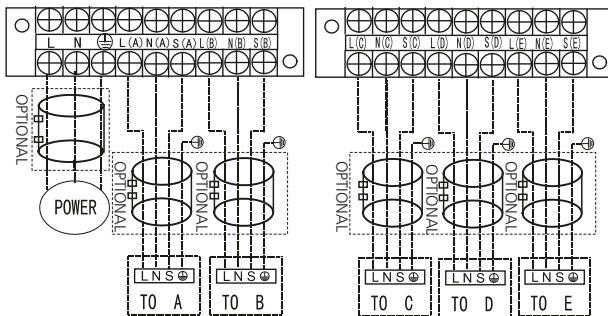 L N L(A) N(A) S(A) L(B) N(B) S(B)
L(C) N(C) S(C) L(D) N(D) S(D) L(E) N(E) S(E)
OPTIONAL
POWER
OPTIONAL
OPTIONAL
OPTIONAL
OPTIONAL
OPTIONAL
L N S
TO A
L N S
TO B
L N S
TO C
L N S
TO D
L N S
TO E